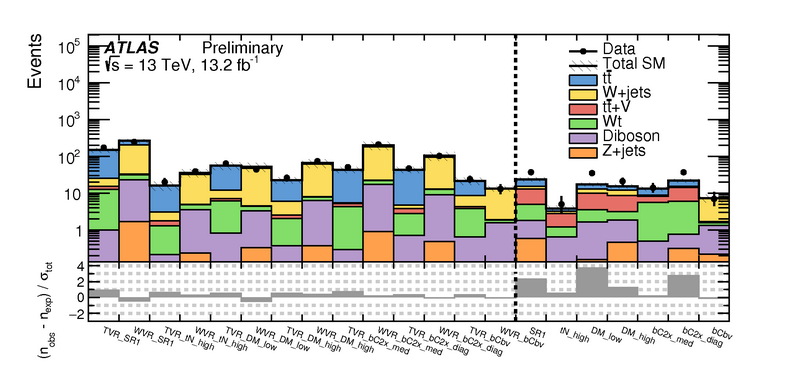 Events
10⁵
10⁴
10³
10²
10
1
ATLAS Preliminary
√s = 13 TeV, 13.2 fb⁻¹
Data
Total SM
tt̄
W+jets
tt̄+V
Wt
Diboson
Z+jets
(n_obs - n_exp) / σ_tot
4
2
0
−2
TVR_SR1
WVR_SR1
TVR_tN_high
WVR_tN_high
TVR_DM_low
WVR_DM_low
TVR_DM_high
WVR_DM_high
TVR_bC2x_med
WVR_bC2x_med
TVR_bC2x_diag
WVR_bC2x_diag
TVR_bCbv
WVR_bCbv
SR1
tN_high
DM_low
DM_high
bC2x_med
bC2x_diag
bCbv